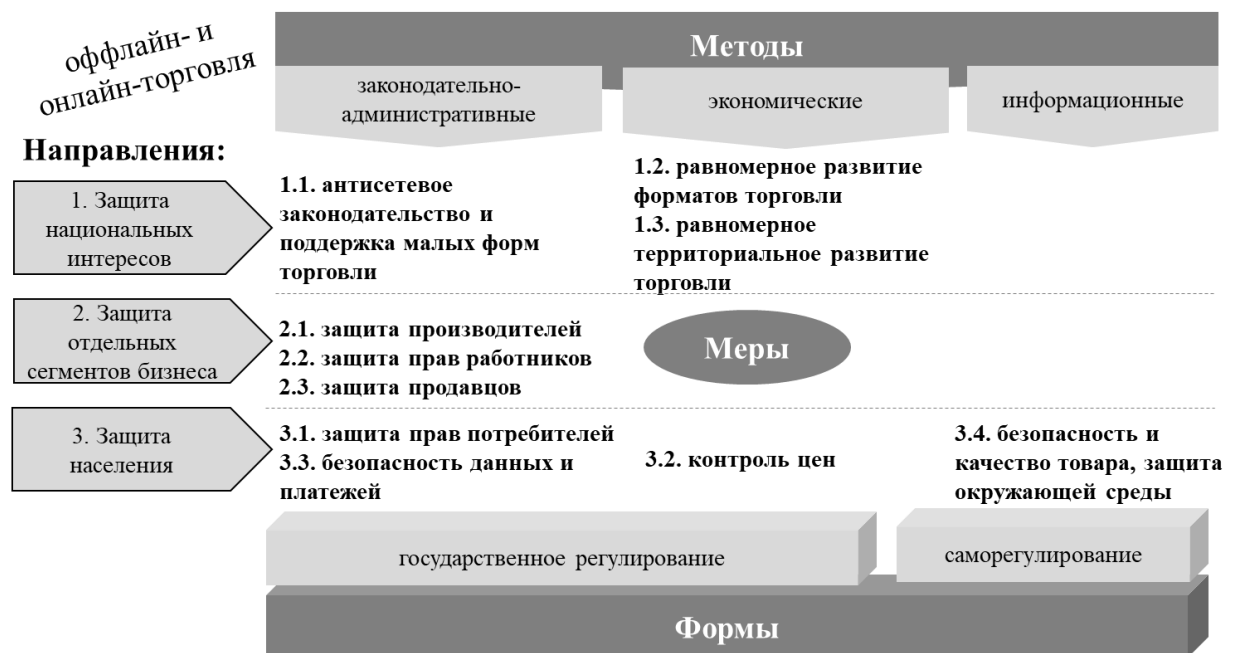 оффлайн- и
онлайн-торговля
Методы
законодательно-
административные
экономические
информационные
Направления:
1. Защита
национальных
интересов
1.1. антисетевое
законодательство и
поддержка малых форм
торговли
1.2. равномерное развитие
форматов торговли
1.3. равномерное
территориальное развитие
торговли
2. Защита
отдельных
сегментов бизнеса
2.1. защита производителей
2.2. защита прав работников
2.3. защита продавцов
Меры
3. Защита
населения
3.1. защита прав потребителей
3.3. безопасность данных и
платежей
3.2. контроль цен
3.4. безопасность и
качество товара, защита
окружающей среды
государственное регулирование
саморегулирование
Формы